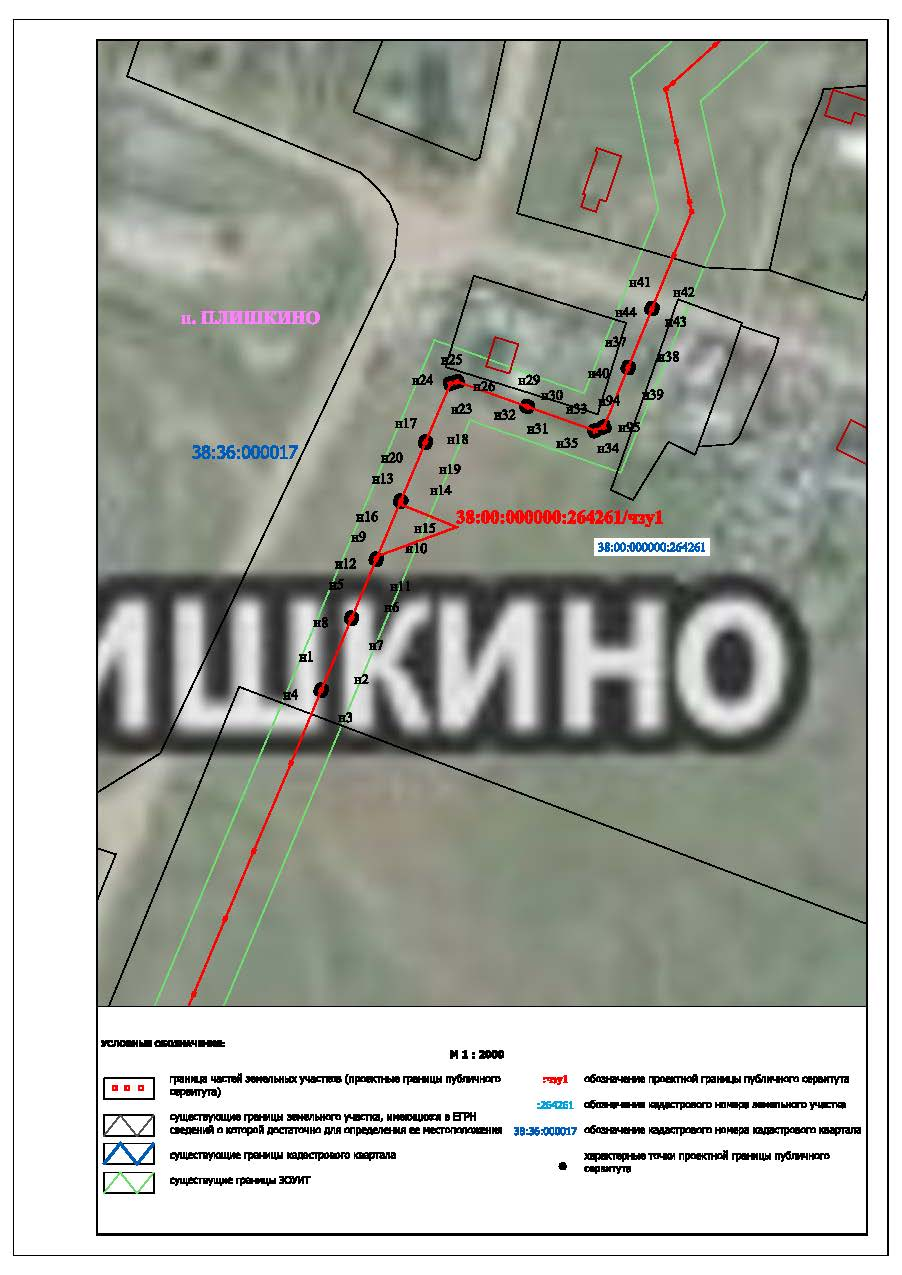 н41
н42
н44
н43
п. ПЛИШКИНО
н37
н38
н25
н40
н24
н26
н29
н39
н30
н94
н23
н32
н33
н17
н31
н95
н18
н35
н34
38:36:000017
н20
н19
н13
н14
н16
38:00:000000:264261/чзу1
н15
н9
н10
38:00:000000:264261
н12
н5
н11
н6
н8
н7
н1
н2
н4
н3
ИШКИНО
Условные обозначения:
М 1 : 2000
граница частей земельных участков (проектные границы публичного
сервитута)
существующие границы земельного участка, имеющихся в ЕГРН
сведений о которой достаточно для определения ее местоположения
существующие границы кадастрового квартала
существущие границы ЗОУИТ
:чзу1 обозначение проектной границы публичного сервитута
:264261 обозначение кадастрового номера земельного участка
38:36:000017 обозначение кадастрового номера кадастрового квартала
характерные точки проектной границы публичного
сервитута